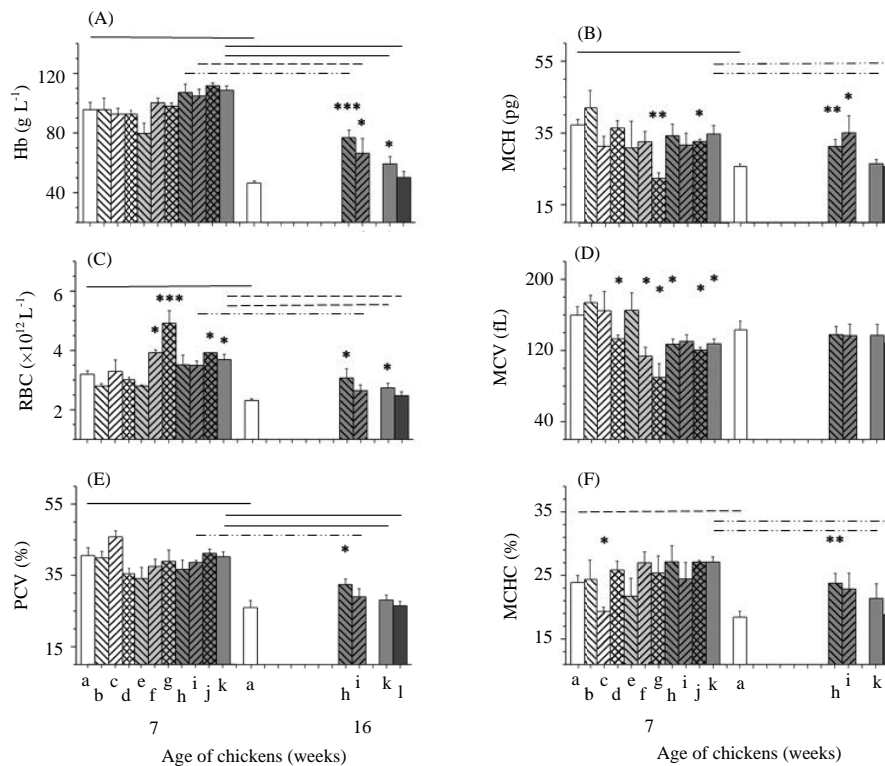 (A)
Hb (g L-1)
120
80
40
***
*
*
(B)
MCH (pg)
55
35
15
**
*
**
*
(C)
RBC (×10^12 L-1)
6
4
2
*
***
*
*
*
*
(D)
MCV (fL)
200
120
40
*
*
*
*
*
*
(E)
PCV (%)
55
35
15
*
a b c d e f g h i j k a h i k l
7 16
Age of chickens (weeks)
(F)
MCHC (%)
35
25
15
*
**
a b c d e f g h i j k a h i k
7
Age of chickens (weeks)